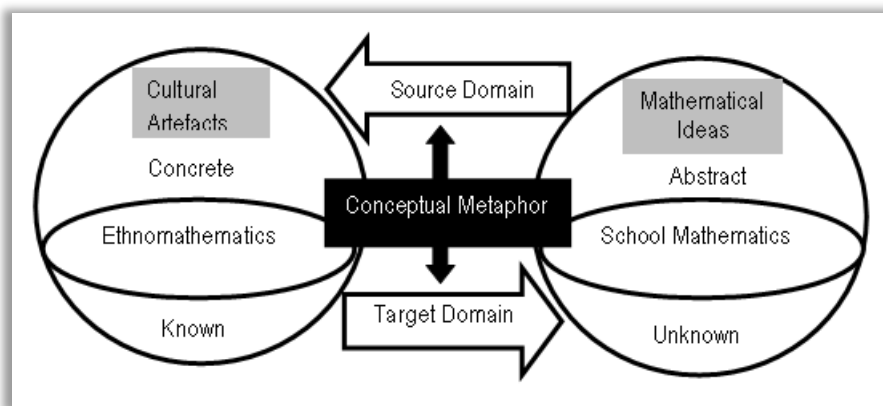 Cultural
Artefacts
Concrete
Ethnomathematics
Known
Source Domain
Conceptual Metaphor
Target Domain
Mathematical
Ideas
Abstract
School Mathematics
Unknown